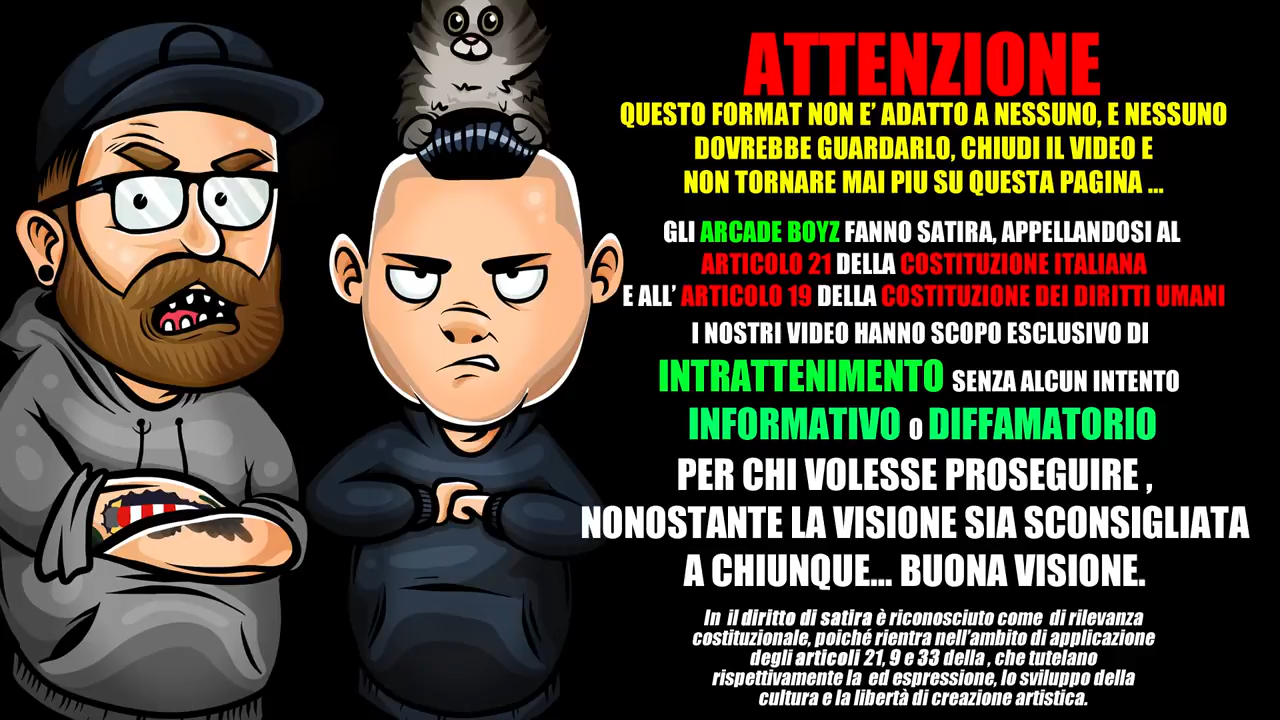 ATTENZIONE
QUESTO FORMAT NON E' ADATTO A NESSUNO, E NESSUNO
DOVREBBE GUARDARLO, CHIUDI IL VIDEO E
NON TORNARE MAI PIU SU QUESTA PAGINA ...
GLI ARCADE BOYZ FANNO SATIRA, APPELLANDOSI AL
ARTICOLO 21 DELLA COSTITUZIONE ITALIANA
E ALL' ARTICOLO 19 DELLA COSTITUZIONE DEI DIRITTI UMANI
I NOSTRI VIDEO HANNO SCOPO ESCLUSIVO DI
INTRATTENIMENTO SENZA ALCUN INTENTO
INFORMATIVO O DIFFAMATORIO
PER CHI VOLESSE PROSEGUIRE ,
NONOSTANTE LA VISIONE SIA SCONSIGLIATA
A CHIUNQUE... BUONA VISIONE.
In il diritto di satira è riconosciuto come di rilevanza
costituzionale, poiché rientra nell'ambito di applicazione
degli articoli 21, 9 e 33 della , che tutelano
rispettivamente la ed espressione, lo sviluppo della
cultura e la libertà di creazione artistica.